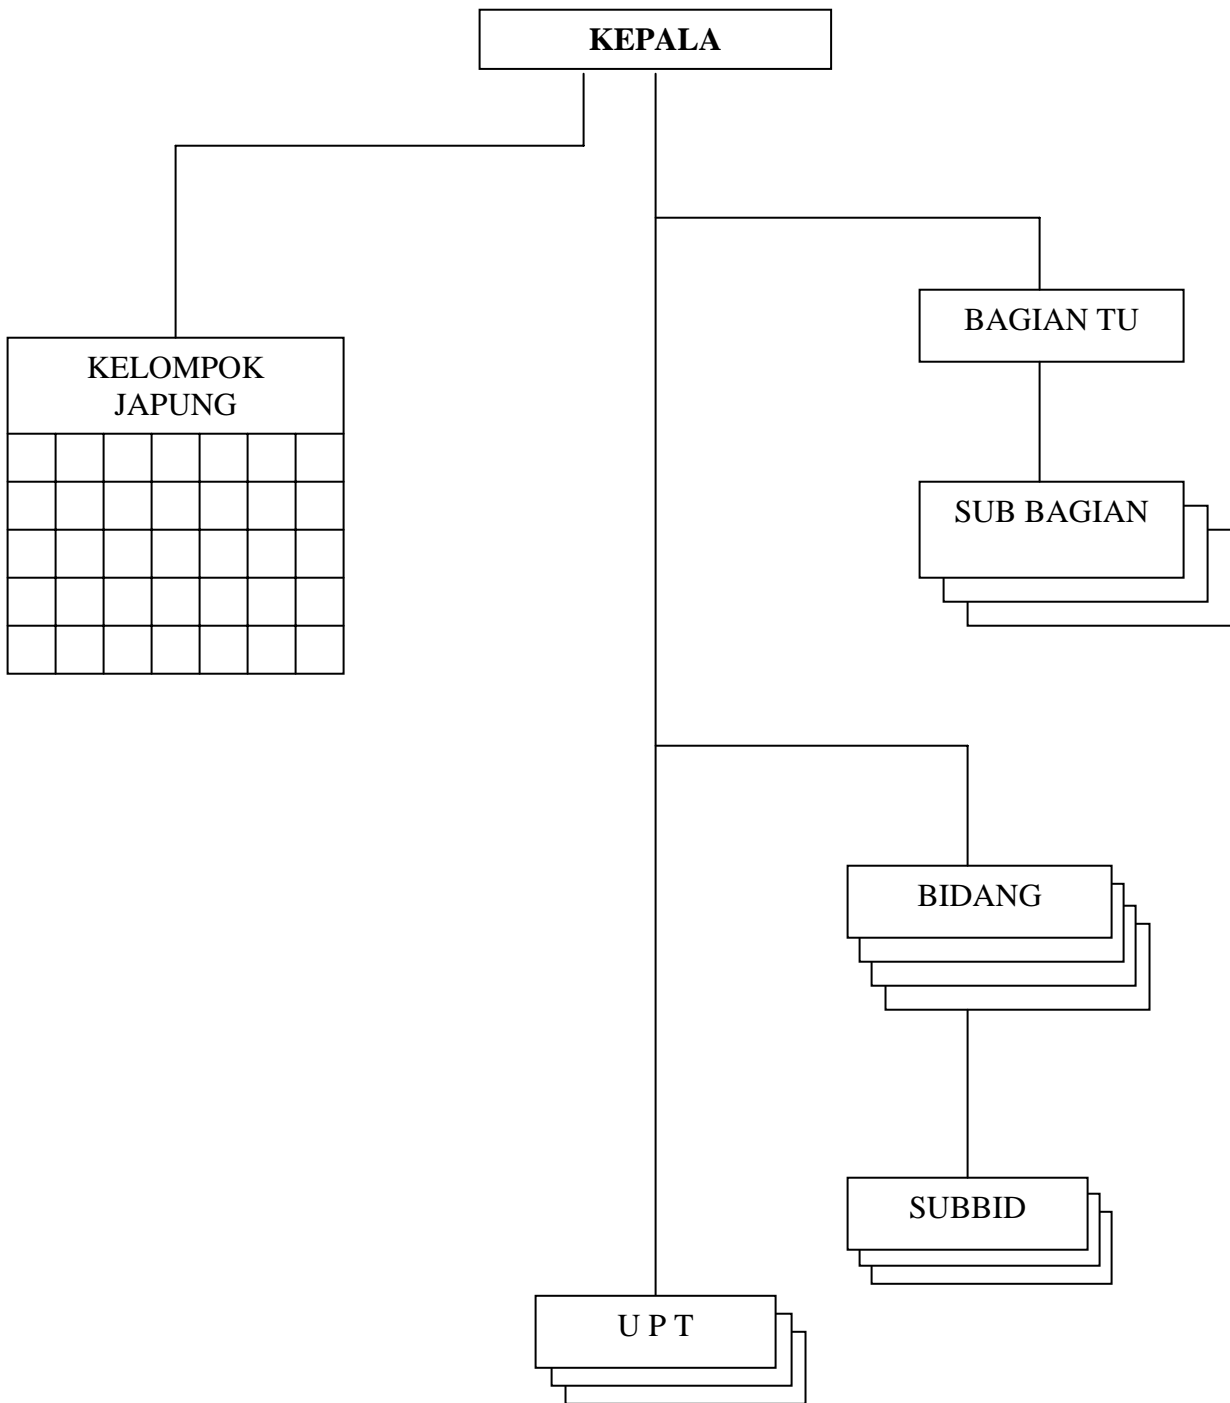 KEPALA
BAGIAN TU
KELOMPOK
JAPUNG
SUB BAGIAN
BIDANG
SUBBID
U P T